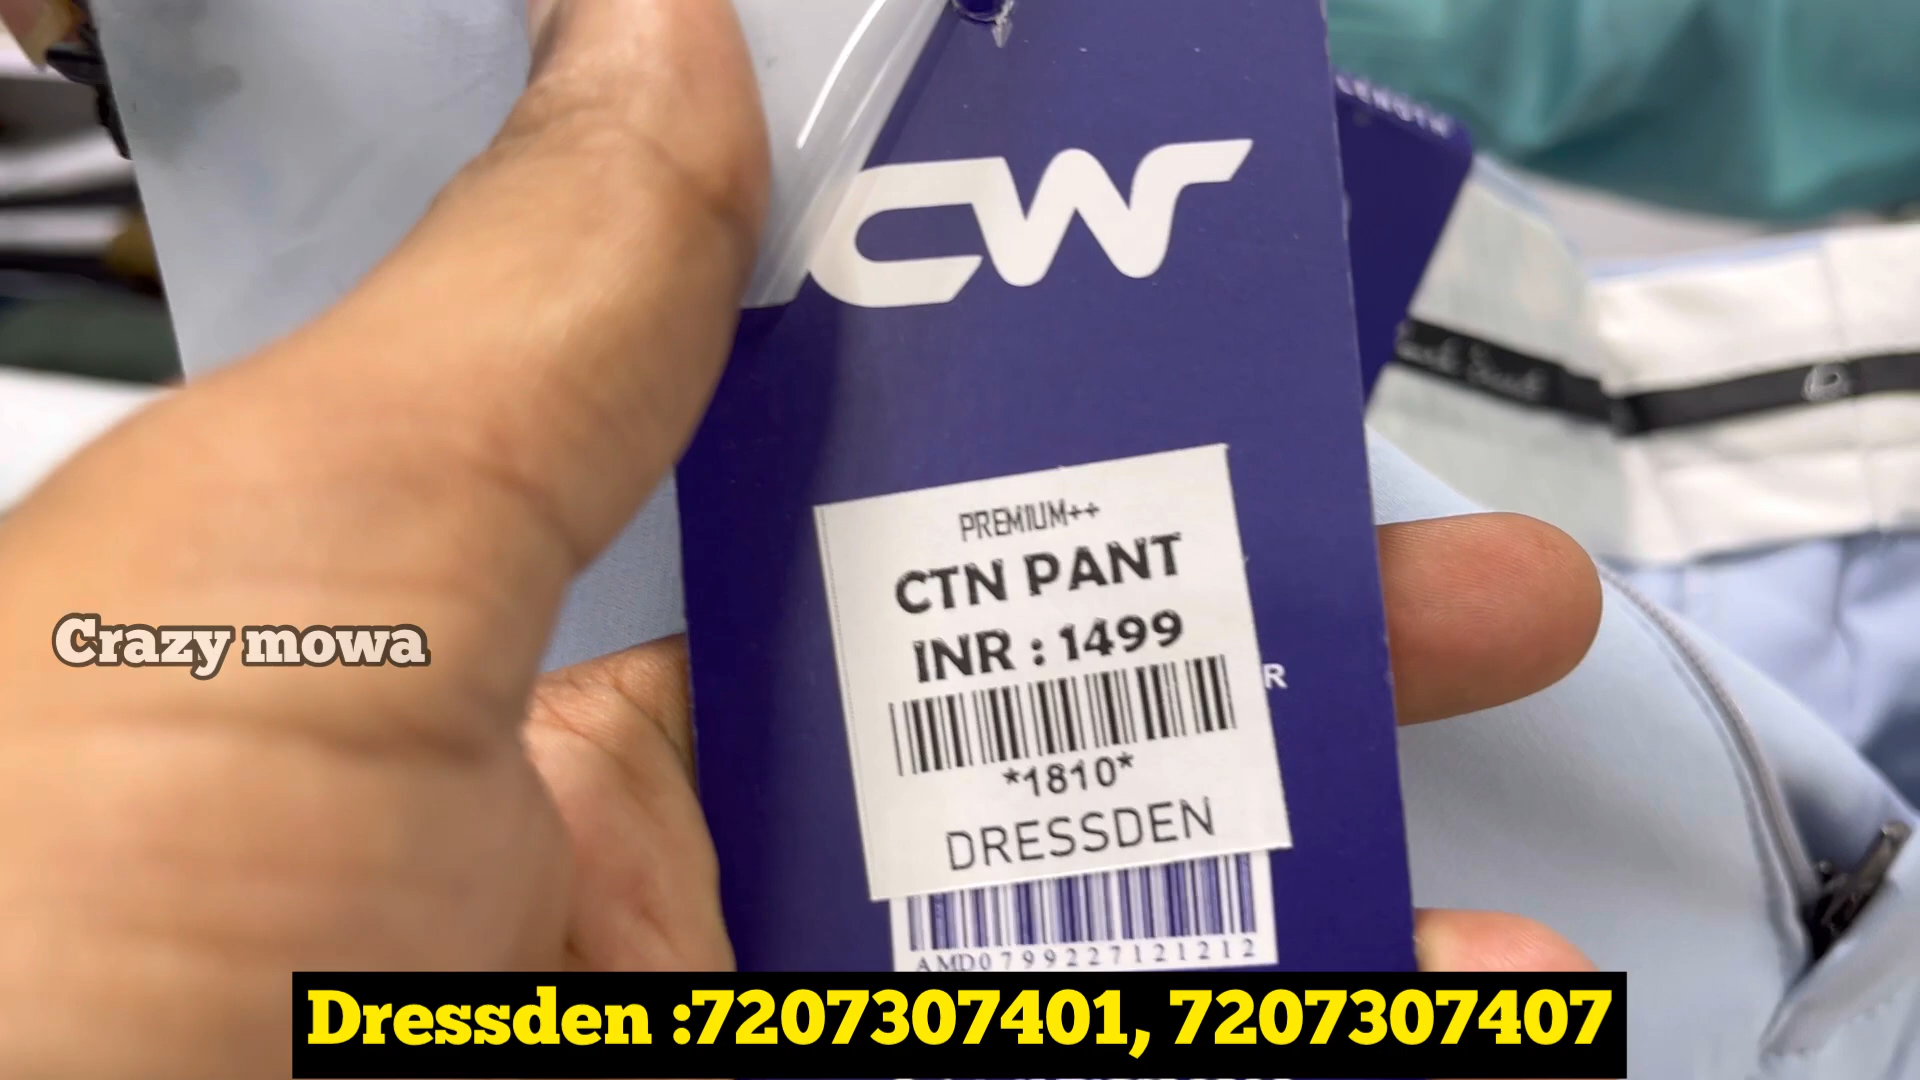 CW
PREMIUM++
CTN PANT
INR : 1499
R
*1810*
DRESSDEN
AMD0799227121212
Crazy mowa
Dressden :7207307401, 7207307407